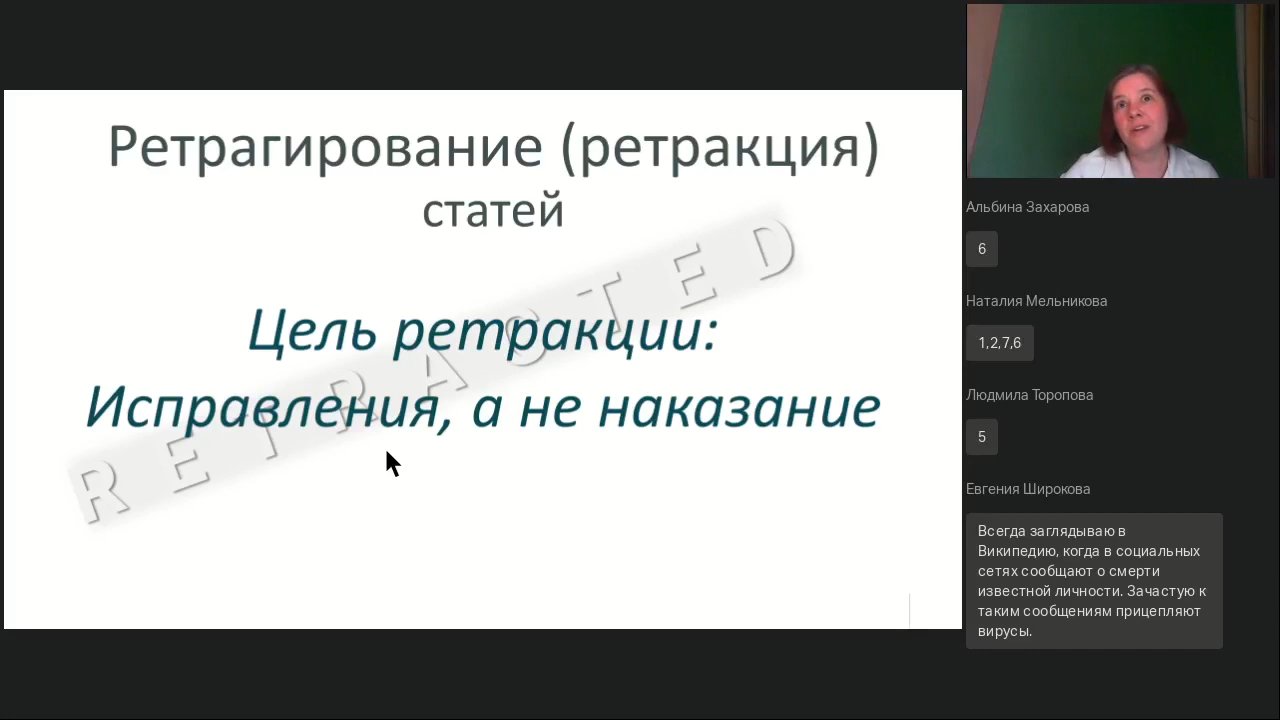 Ретрагирование (ретракция)
статей
RETRACTED
Цель ретракции:
Исправления, а не наказание
Альбина Захарова
6
Наталия Мельникова
1,2,7,6
Людмила Торопова
5
Евгения Широкова
Всегда заглядываю в
Википедию, когда в социальных
сетях сообщают о смерти
известной личности. Зачастую к
таким сообщениям прицепляют
вирусы.